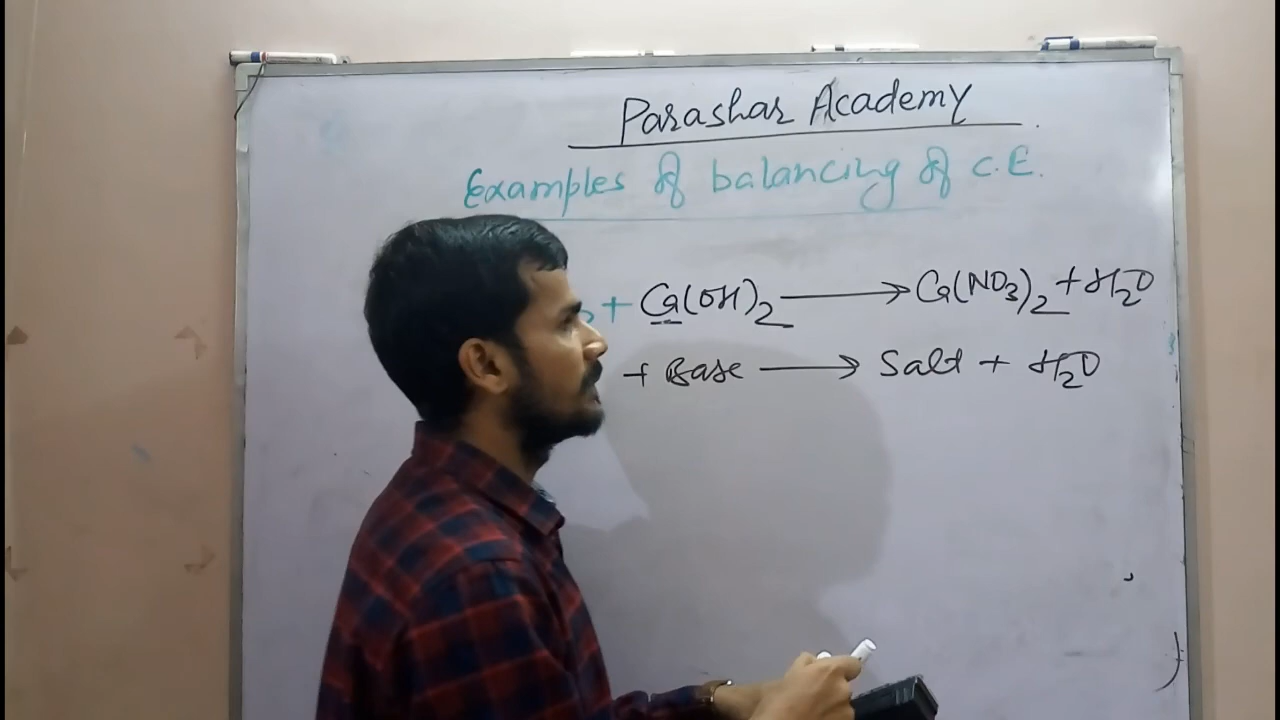 Parashar Academy
Examples of balancing of C.E.
+ Ca(OH)₂ ⟶ Ca(NO₃)₂ + H₂O
+ Base ⟶ Salt + H₂O